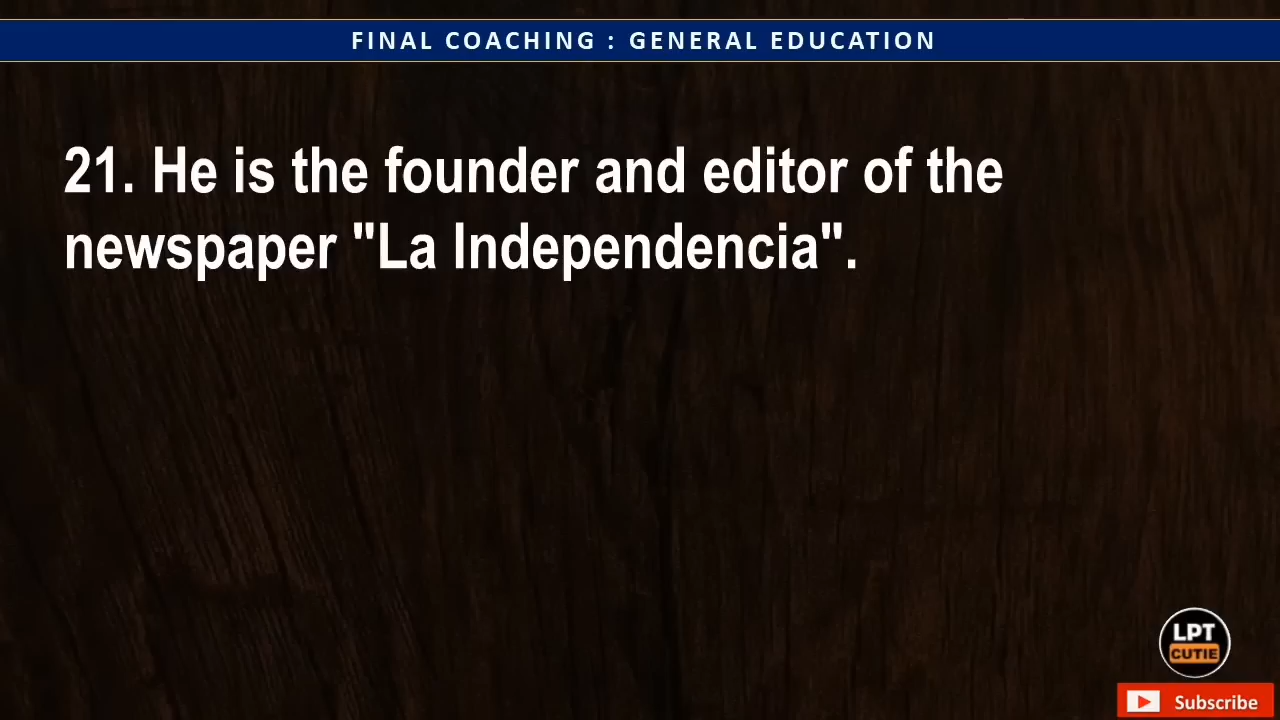 FINAL COACHING : GENERAL EDUCATION
21. He is the founder and editor of the
newspaper "La Independencia".
LPT
CUTIE
Subscribe